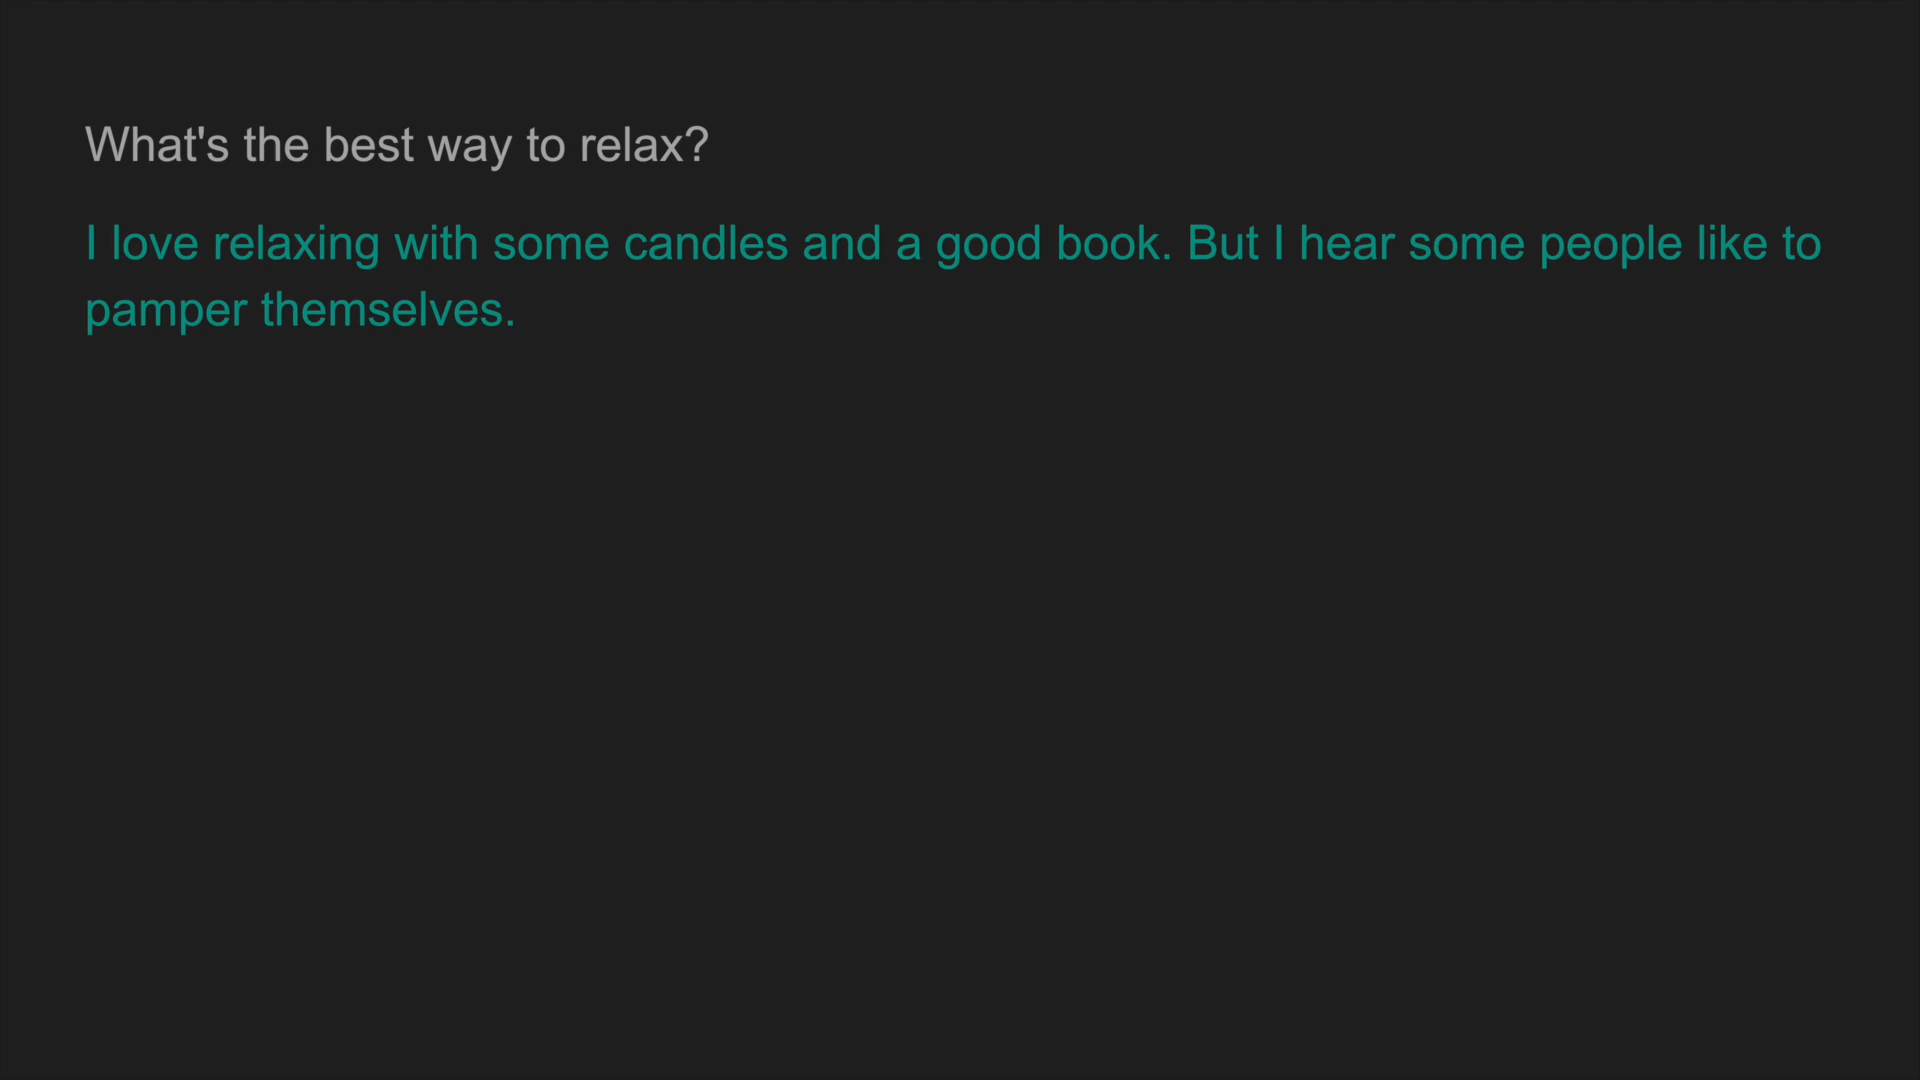 What's the best way to relax?
I love relaxing with some candles and a good book. But I hear some people like to
pamper themselves.